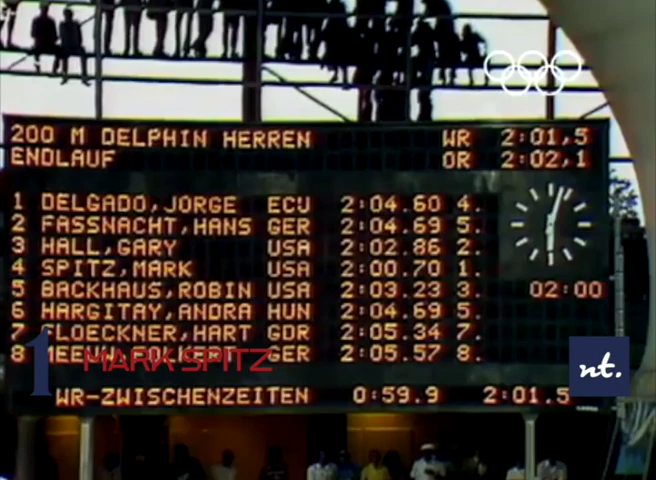 200 M DELPHIN HERREN WR 2:01,5
ENDLAUF OR 2:02,1
1 DELGADO,JORGE ECU 2:04.60 4.
2 FASSNACHT,HANS GER 2:04.69 5.
3 HALL,GARY USA 2:02.86 2.
4 SPITZ,MARK USA 2:00.70 1.
5 BACKHAUS,ROBIN USA 2:03.23 3.
6 HARGITAY,ANDRA HUN 2:04.69 5.
7 FLOECKNER,HART GDR 2:05.34 7.
8 GER 2:05.57 8.
02:00
1 MARK SPITZ
nt.
WR-ZWISCHENZEITEN 0:59.9 2:01.5